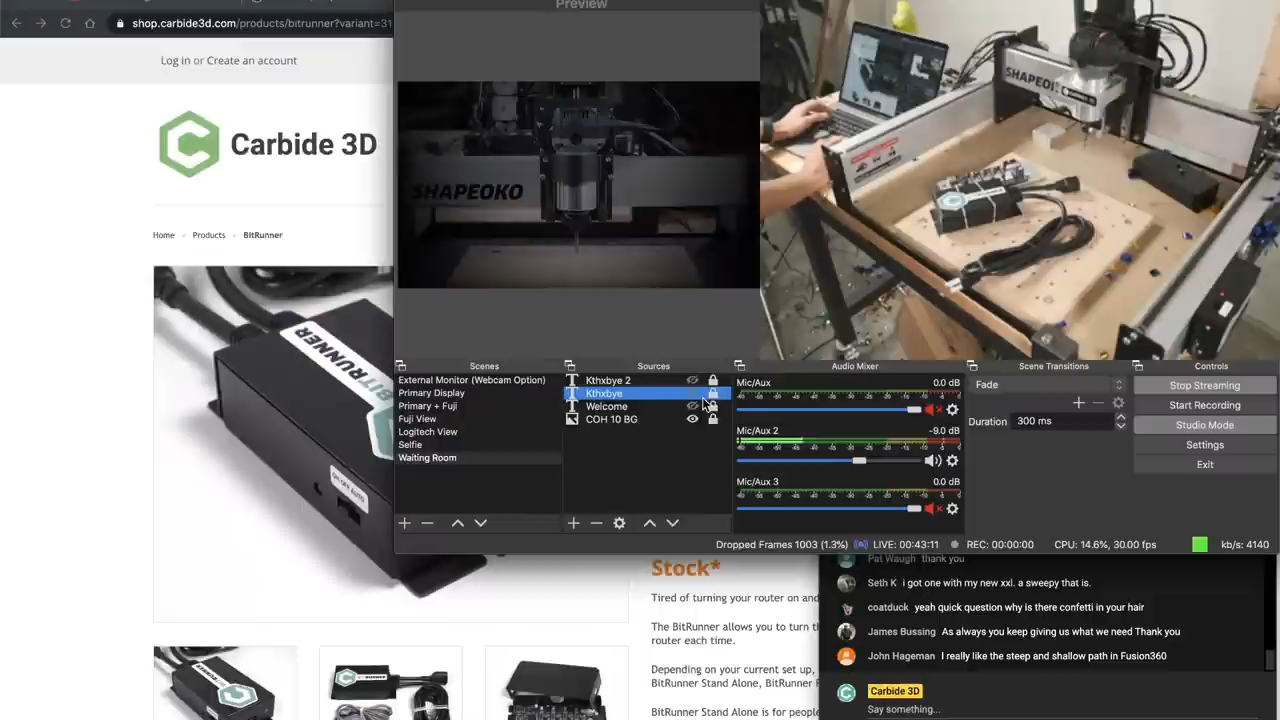 Preview
shop.carbide3d.com/products/bitrunner?variant=31
Log in or Create an account
Carbide 3D
Home Products BitRunner
BITRUNNER
ON OFF AUTO
SHAPEOKO
SHAPEOKO
Scenes
External Monitor (Webcam Option)
Primary Display
Primary + Fuji
Fuji View
Logitech View
Selfie
Waiting Room
Sources
Kthxbye 2
Kthxbye
Welcome
COH 10 BG
Audio Mixer
Mic/Aux 0.0 dB
Mic/Aux 2 -9.0 dB
Mic/Aux 3 0.0 dB
Scene Transitions
Fade
Duration 300 ms
Controls
Stop Streaming
Start Recording
Studio Mode
Settings
Exit
Dropped Frames 1003 (1.3%) LIVE: 00:43:11 REC: 00:00:00 CPU: 14.6%, 30.00 fps kb/s: 4140
Stock*
Tired of turning your router on and
The BitRunner allows you to turn th
router each time.
Depending on your current set up,
BitRunner Stand Alone, BitRunner
BitRunner Stand Alone is for people
Pat Waugh thank you
Seth K i got one with my new xxl. a sweepy that is.
coatduck yeah quick question why is there confetti in your hair
James Bussing As always you keep giving us what we need Thank you
John Hageman I really like the steep and shallow path in Fusion360
Carbide 3D
Say something...